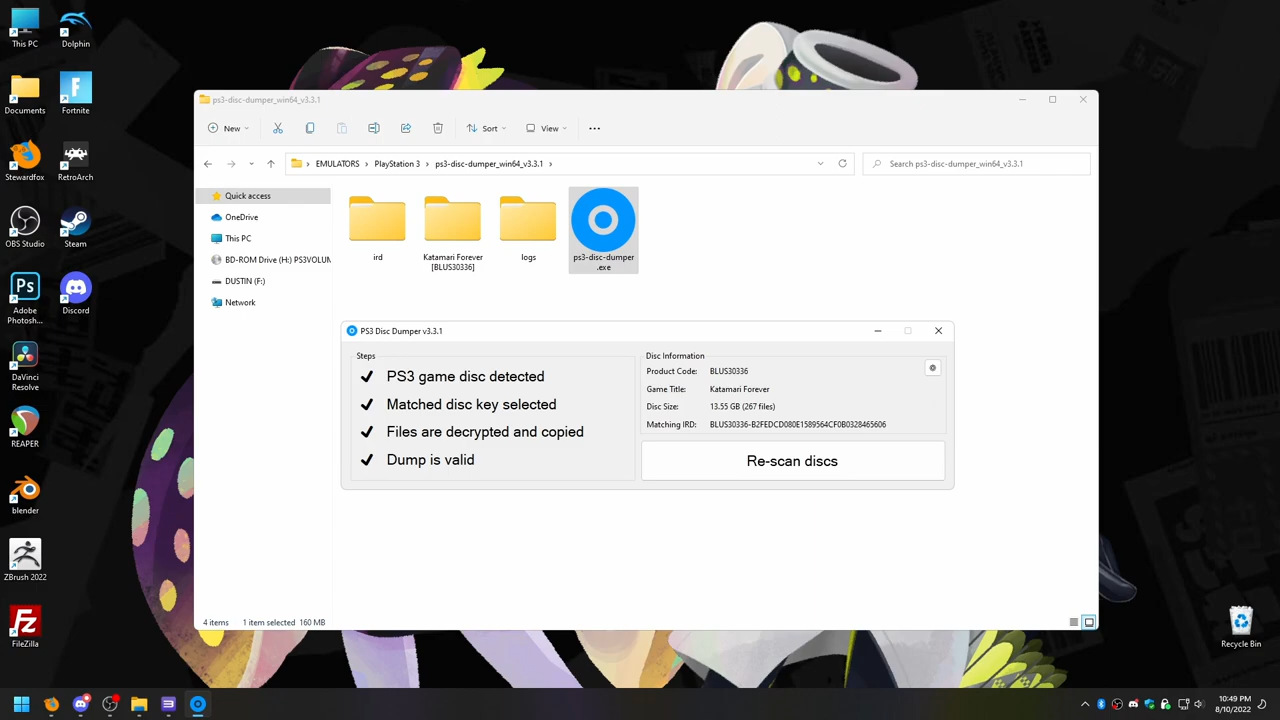 This PC
Dolphin
Documents
Fortnite
Stewardfox
RetroArch
OBS Studio
Steam
Adobe
Photosh...
Discord
DaVinci
Resolve
REAPER
blender
ZBrush 2022
FileZilla
Recycle Bin
ps3-disc-dumper_win64_v3.3.1
New
Sort
View
EMULATORS
PlayStation 3
ps3-disc-dumper_win64_v3.3.1
Search ps3-disc-dumper_win64_v3.3.1
Quick access
OneDrive
This PC
BD-ROM Drive (H:) PS3VOLUM
DUSTIN (F:)
Network
ird
Katamari Forever
[BLUS30336]
logs
ps3-disc-dumper
.exe
PS3 Disc Dumper v3.3.1
Steps
PS3 game disc detected
Matched disc key selected
Files are decrypted and copied
Dump is valid
Disc Information
Product Code: BLUS30336
Game Title: Katamari Forever
Disc Size: 13.55 GB (267 files)
Matching IRD: BLUS30336-B2FEDCD080E1589564CF0B0328465606
Re-scan discs
4 items 1 item selected 160 MB
10:49 PM
8/10/2022